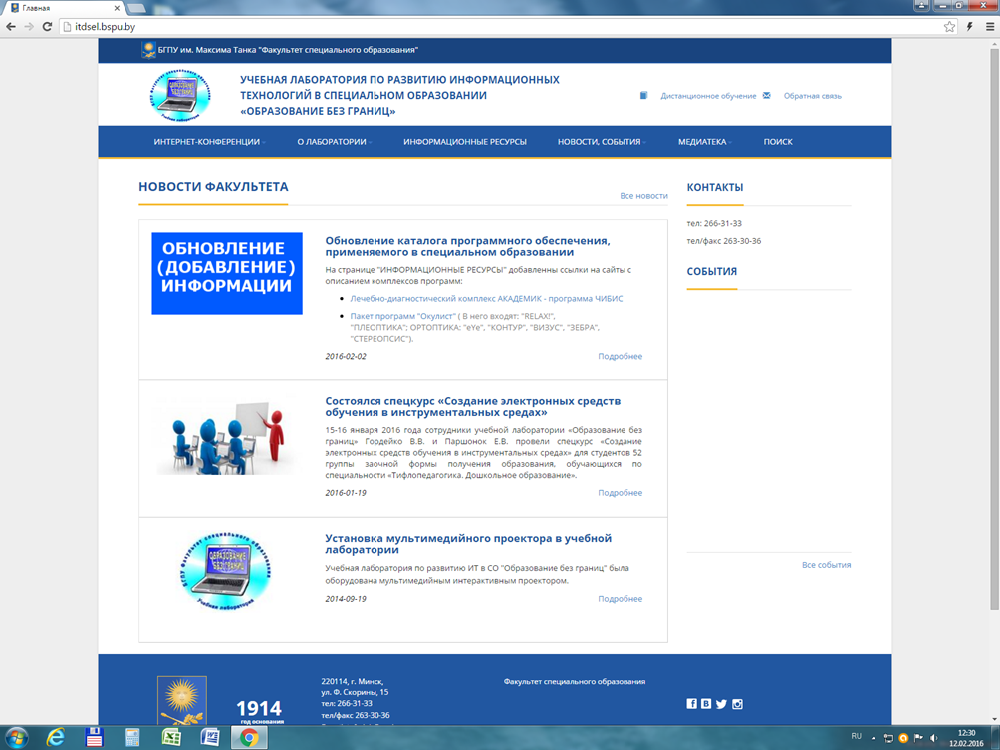 Главная
itdsel.bspu.by
БГПУ им. Максима Танка "Факультет специального образования"
УЧЕБНАЯ ЛАБОРАТОРИЯ ПО РАЗВИТИЮ ИНФОРМАЦИОННЫХ
ТЕХНОЛОГИЙ В СПЕЦИАЛЬНОМ ОБРАЗОВАНИИ
«ОБРАЗОВАНИЕ БЕЗ ГРАНИЦ»
Дистанционное обучение
Обратная связь
ИНТЕРНЕТ-КОНФЕРЕНЦИИ
О ЛАБОРАТОРИИ
ИНФОРМАЦИОННЫЕ РЕСУРСЫ
НОВОСТИ, СОБЫТИЯ
МЕДИАТЕКА
ПОИСК
НОВОСТИ ФАКУЛЬТЕТА
Все новости
ОБНОВЛЕНИЕ
(ДОБАВЛЕНИЕ)
ИНФОРМАЦИИ
Обновление каталога программного обеспечения,
применяемого в специальном образовании
На странице "ИНФОРМАЦИОННЫЕ РЕСУРСЫ" добавленны ссылки на сайты с
описанием комплексов программ:
Лечебно-диагностический комплекс АКАДЕМИК - программа ЧИБИС
Пакет программ "Окулист" ( В него входят: "RELAX!",
"ПЛЕОПТИКА"; ОРТОПТИКА: "eYe", "КОНТУР", "ВИЗУС", "ЗЕБРА",
"СТЕРЕОПСИС").
2016-02-02
Подробнее
Состоялся спецкурс «Создание электронных средств
обучения в инструментальных средах»
15-16 января 2016 года сотрудники учебной лаборатории «Образование без
границ» Гордейко В.В. и Паршонок Е.В. провели спецкурс «Создание
электронных средств обучения в инструментальных средах» для студентов 52
группы заочной формы получения образования, обучающихся по
специальности «Тифлопедагогика. Дошкольное образование».
2016-01-19
Подробнее
ОБРАЗОВАНИЕ
БЕЗ ГРАНИЦ
Учебная лаборатория
Установка мультимедийного проектора в учебной
лаборатории
Учебная лаборатория по развитию ИТ в СО "Образование без границ" была
оборудована мультимедийным интерактивным проектором.
2014-09-19
Подробнее
КОНТАКТЫ
тел: 266-31-33
тел/факс 263-30-36
СОБЫТИЯ
Все события
1914
год основания
220114, г. Минск,
ул. Ф. Скорины, 15
тел: 266-31-33
тел/факс 263-30-36
Факультет специального образования
RU
12:30
12.02.2016